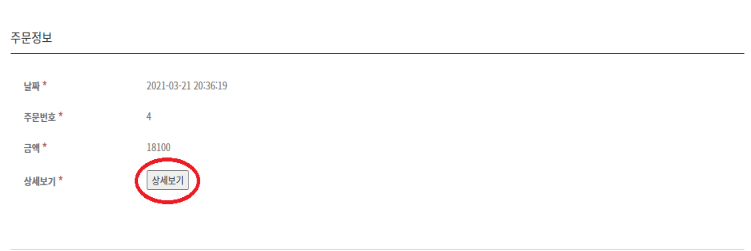 주문정보
날짜 * 2021-03-21 20:36:19
주문번호 * 4
금액 * 18100
상세보기 * 상세보기